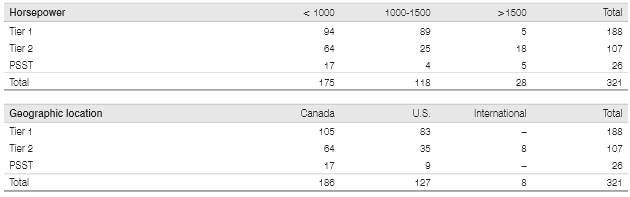 Horsepower < 1000 1000-1500 >1500 Total
Tier 1 94 89 5 188
Tier 2 64 25 18 107
PSST 17 4 5 26
Total 175 118 28 321
Geographic location Canada U.S. International Total
Tier 1 105 83 – 188
Tier 2 64 35 8 107
PSST 17 9 – 26
Total 186 127 8 321